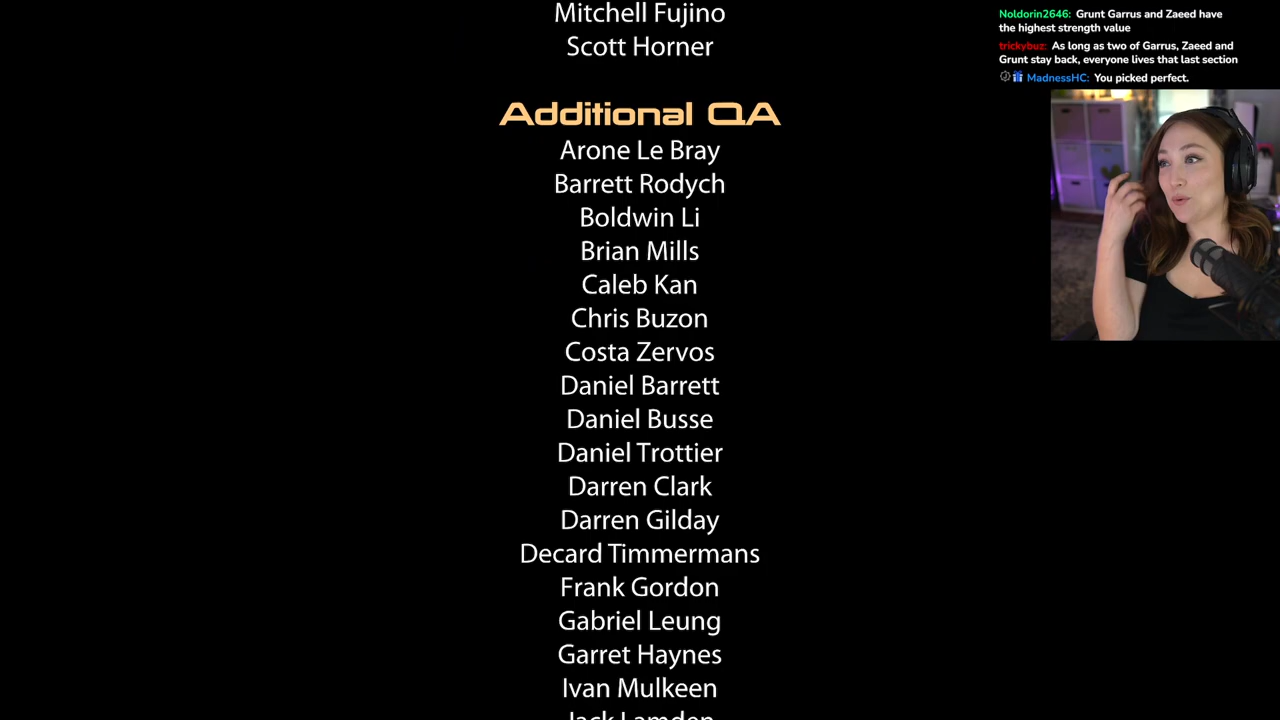 Mitchell Fujino
Scott Horner
Additional QA
Arone Le Bray
Barrett Rodych
Boldwin Li
Brian Mills
Caleb Kan
Chris Buzon
Costa Zervos
Daniel Barrett
Daniel Busse
Daniel Trottier
Darren Clark
Darren Gilday
Decard Timmermans
Frank Gordon
Gabriel Leung
Garret Haynes
Ivan Mulkeen
Jack Lamden
Noldorin2646: Grunt Garrus and Zaeed have
the highest strength value
trickybuz: As long as two of Garrus, Zaeed and
Grunt stay back, everyone lives that last section
MadnessHC: You picked perfect.